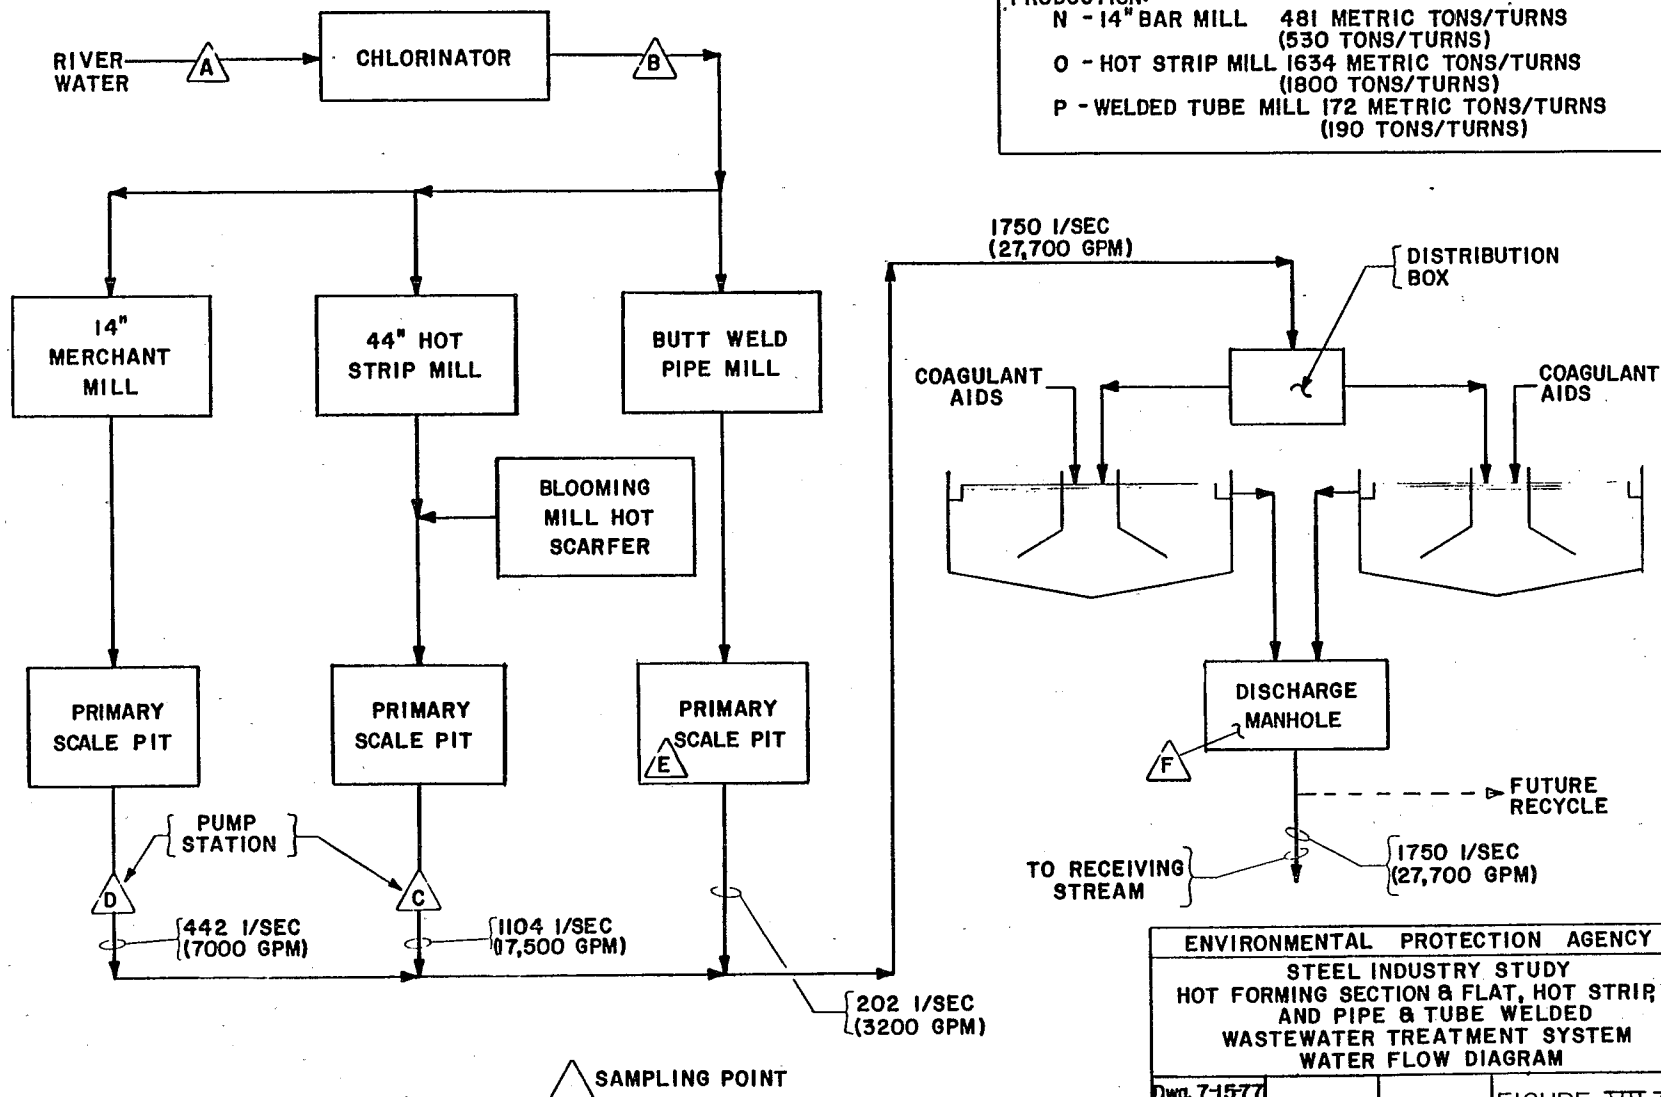 PRODUCTION:
N - 14" BAR MILL 481 METRIC TONS/TURNS
(530 TONS/TURNS)
O - HOT STRIP MILL 1634 METRIC TONS/TURNS
(1800 TONS/TURNS)
P - WELDED TUBE MILL 172 METRIC TONS/TURNS
(190 TONS/TURNS)
RIVER
WATER
A
CHLORINATOR
B
14"
MERCHANT
MILL
44" HOT
STRIP MILL
BUTT WELD
PIPE MILL
BLOOMING
MILL HOT
SCARFER
PRIMARY
SCALE PIT
PRIMARY
SCALE PIT
PRIMARY
SCALE PIT
E
PUMP
STATION
D
C
442 l/SEC
(7000 GPM)
1104 l/SEC
(17,500 GPM)
202 l/SEC
(3200 GPM)
SAMPLING POINT
1750 l/SEC
(27,700 GPM)
DISTRIBUTION
BOX
COAGULANT
AIDS
COAGULANT
AIDS
DISCHARGE
MANHOLE
F
FUTURE
RECYCLE
TO RECEIVING
STREAM
1750 l/SEC
(27,700 GPM)
ENVIRONMENTAL PROTECTION AGENCY
STEEL INDUSTRY STUDY
HOT FORMING SECTION & FLAT, HOT STRIP,
AND PIPE & TUBE WELDED
WASTEWATER TREATMENT SYSTEM
WATER FLOW DIAGRAM
Dwg. 7-15-77
FIGURE